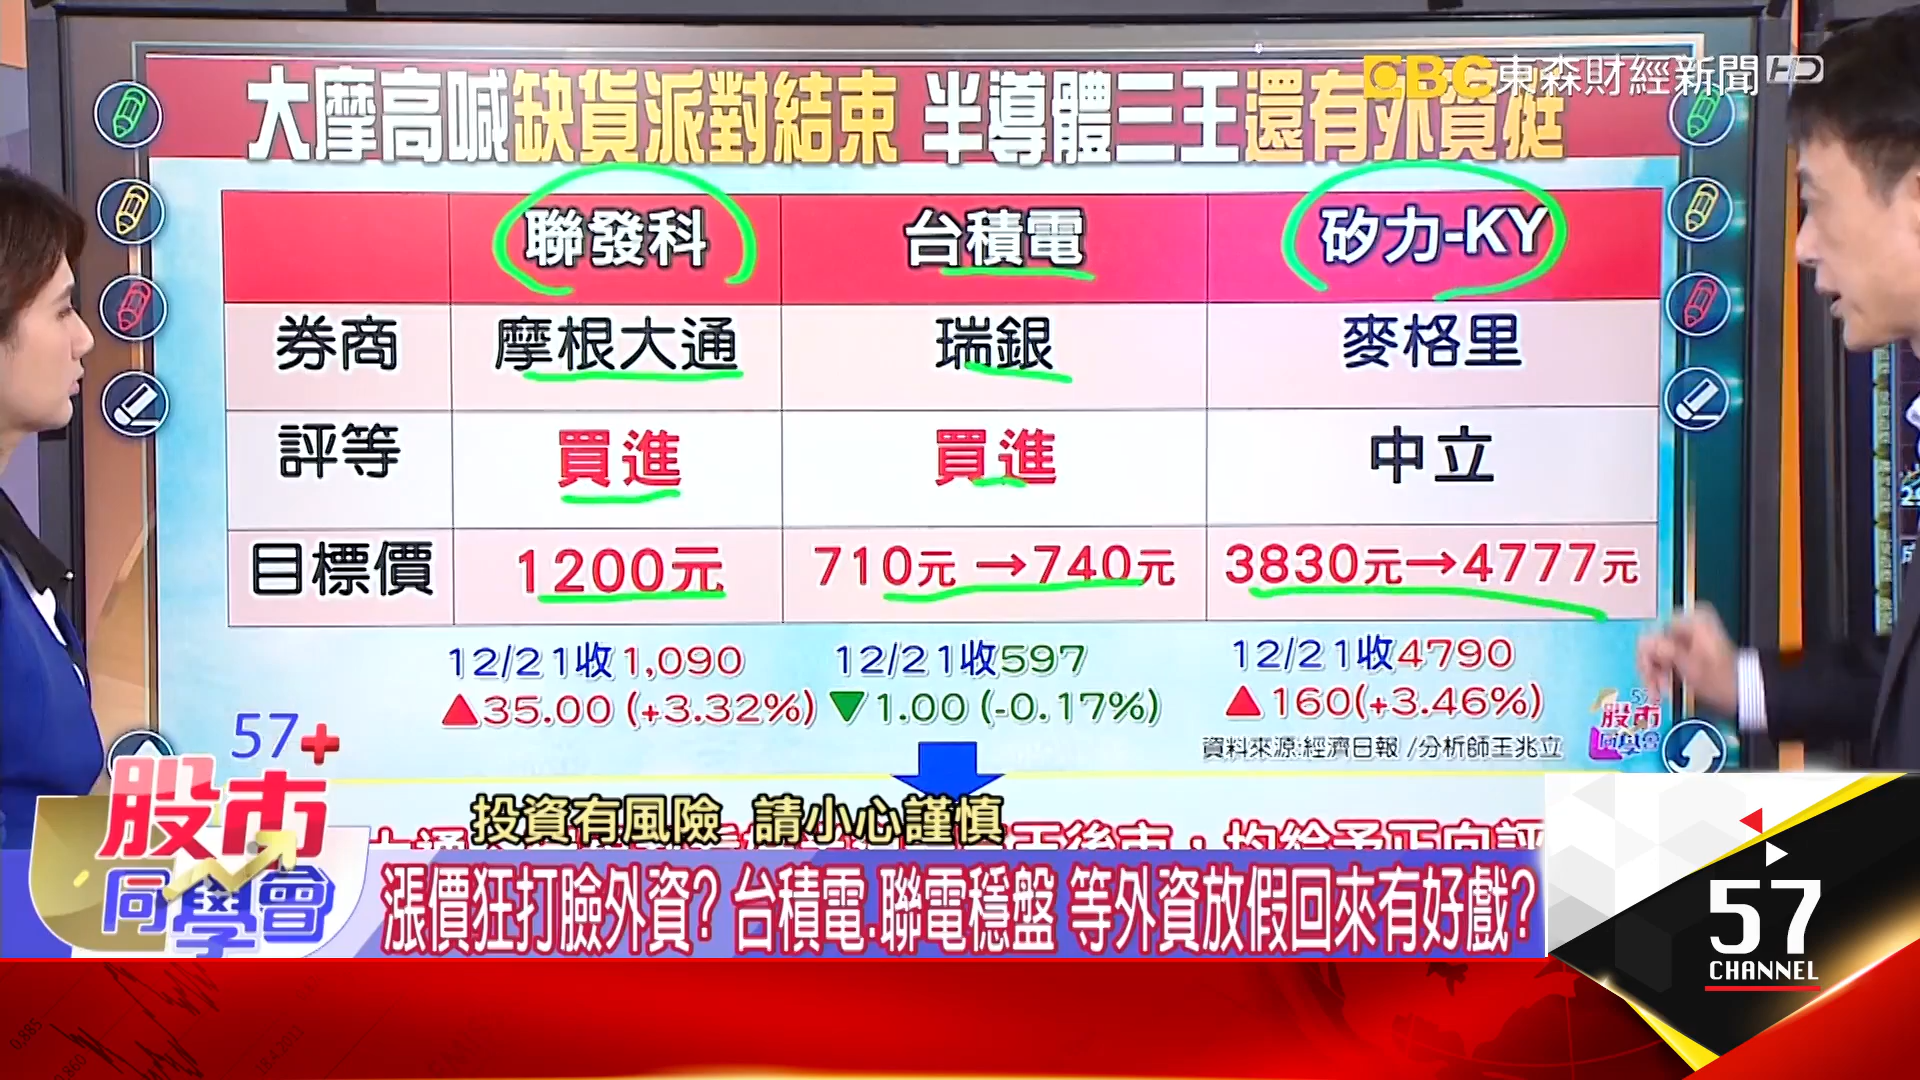 EBC 東森財經新聞 HD
大摩高喊缺貨派對結束 半導體三王還有外資挺
聯發科 台積電 矽力-KY
券商 摩根大通 瑞銀 麥格里
評等 買進 買進 中立
目標價 1200元 710元→740元 3830元→4777元
12/21收1,090 12/21收597 12/21收4790
▲35.00 (+3.32%) ▼1.00 (-0.17%) ▲160(+3.46%)
資料來源:經濟日報/分析師王兆立
57+
股市
同學會
投資有風險 請小心謹慎
漲價狂打臉外資? 台積電.聯電穩盤 等外資放假回來有好戲?
57
CHANNEL